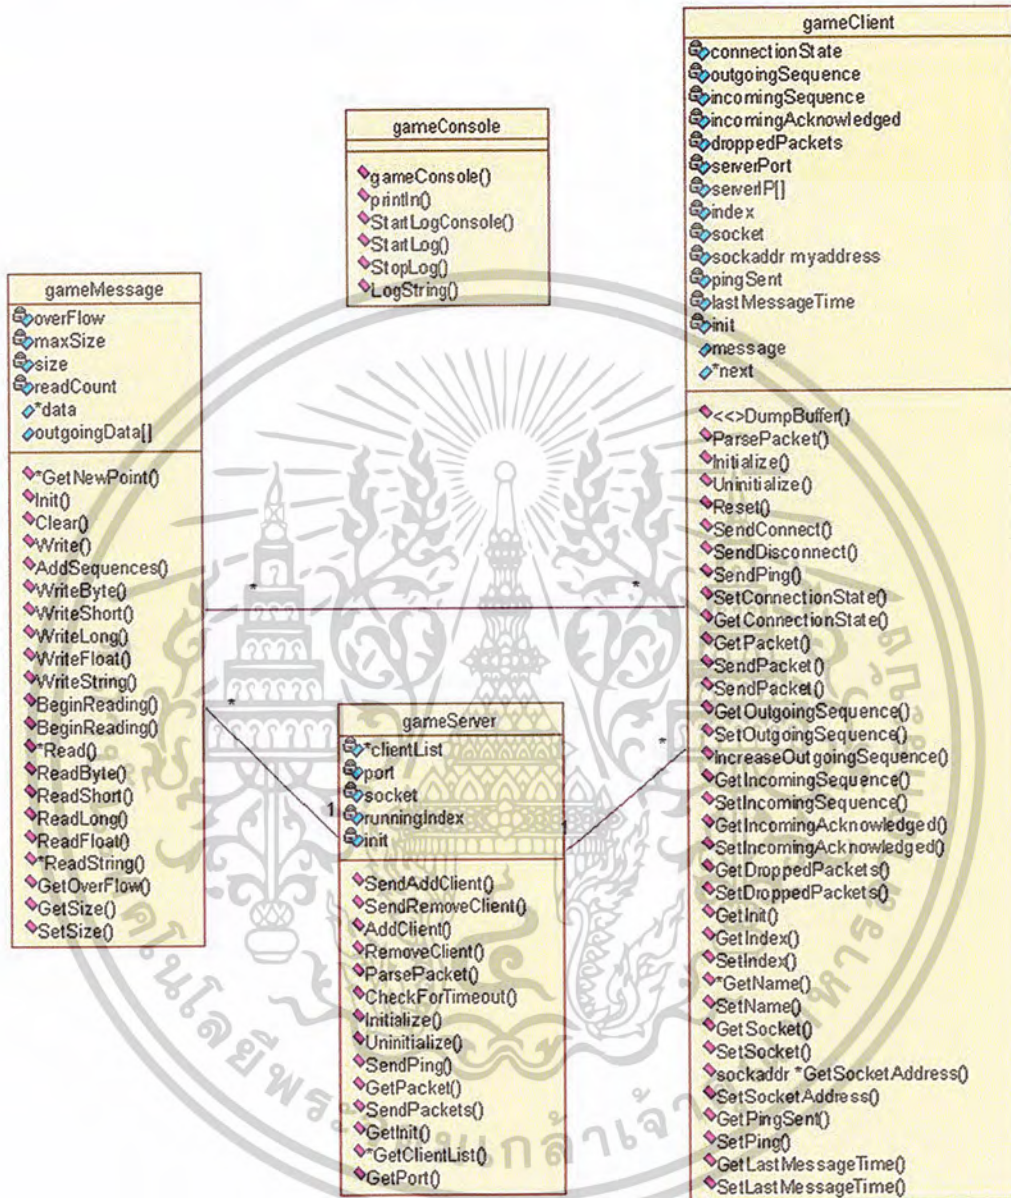 gameConsole
gameConsole()
println()
StartLogConsole()
StartLog()
StopLog()
LogString()
gameMessage
overFlow
maxSize
size
readCount
*data
outgoingData[]
*GetNewPoint()
Init()
Clear()
Write()
AddSequences()
WriteByte()
WriteShort()
WriteLong()
WriteFloat()
WriteString()
BeginReading()
BeginReading()
*Read()
ReadByte()
ReadShort()
ReadLong()
ReadFloat()
*ReadString()
GetOverFlow()
GetSize()
SetSize()
*
*
*
1
gameServer
*clientList
port
socket
runningIndex
init
SendAddClient()
SendRemoveClient()
AddClient()
RemoveClient()
ParsePacket()
CheckForTimeout()
Initialize()
Uninitialize()
SendPing()
GetPacket()
SendPackets()
GetInit()
*GetClientList()
GetPort()
1
*
gameClient
connectionState
outgoingSequence
incomingSequence
incomingAcknowledged
droppedPackets
serverPort
serverIP[]
index
socket
sockaddr myaddress
pingSent
lastMessageTime
init
message
*next
<<>DumpBuffer()
ParsePacket()
Initialize()
Uninitialize()
Reset()
SendConnect()
SendDisconnect()
SendPing()
SetConnectionState()
GetConnectionState()
GetPacket()
SendPacket()
SendPacket()
GetOutgoingSequence()
SetOutgoingSequence()
IncreaseOutgoingSequence()
GetIncomingSequence()
SetIncomingSequence()
GetIncomingAcknowledged()
SetIncomingAcknowledged()
GetDroppedPackets()
SetDroppedPackets()
GetInit()
GetIndex()
SetIndex()
*GetName()
SetName()
GetSocket()
SetSocket()
sockaddr *GetSocketAddress()
SetSocketAddress()
GetPingSent()
SetPing()
GetLastMessageTime()
SetLastMessageTime()